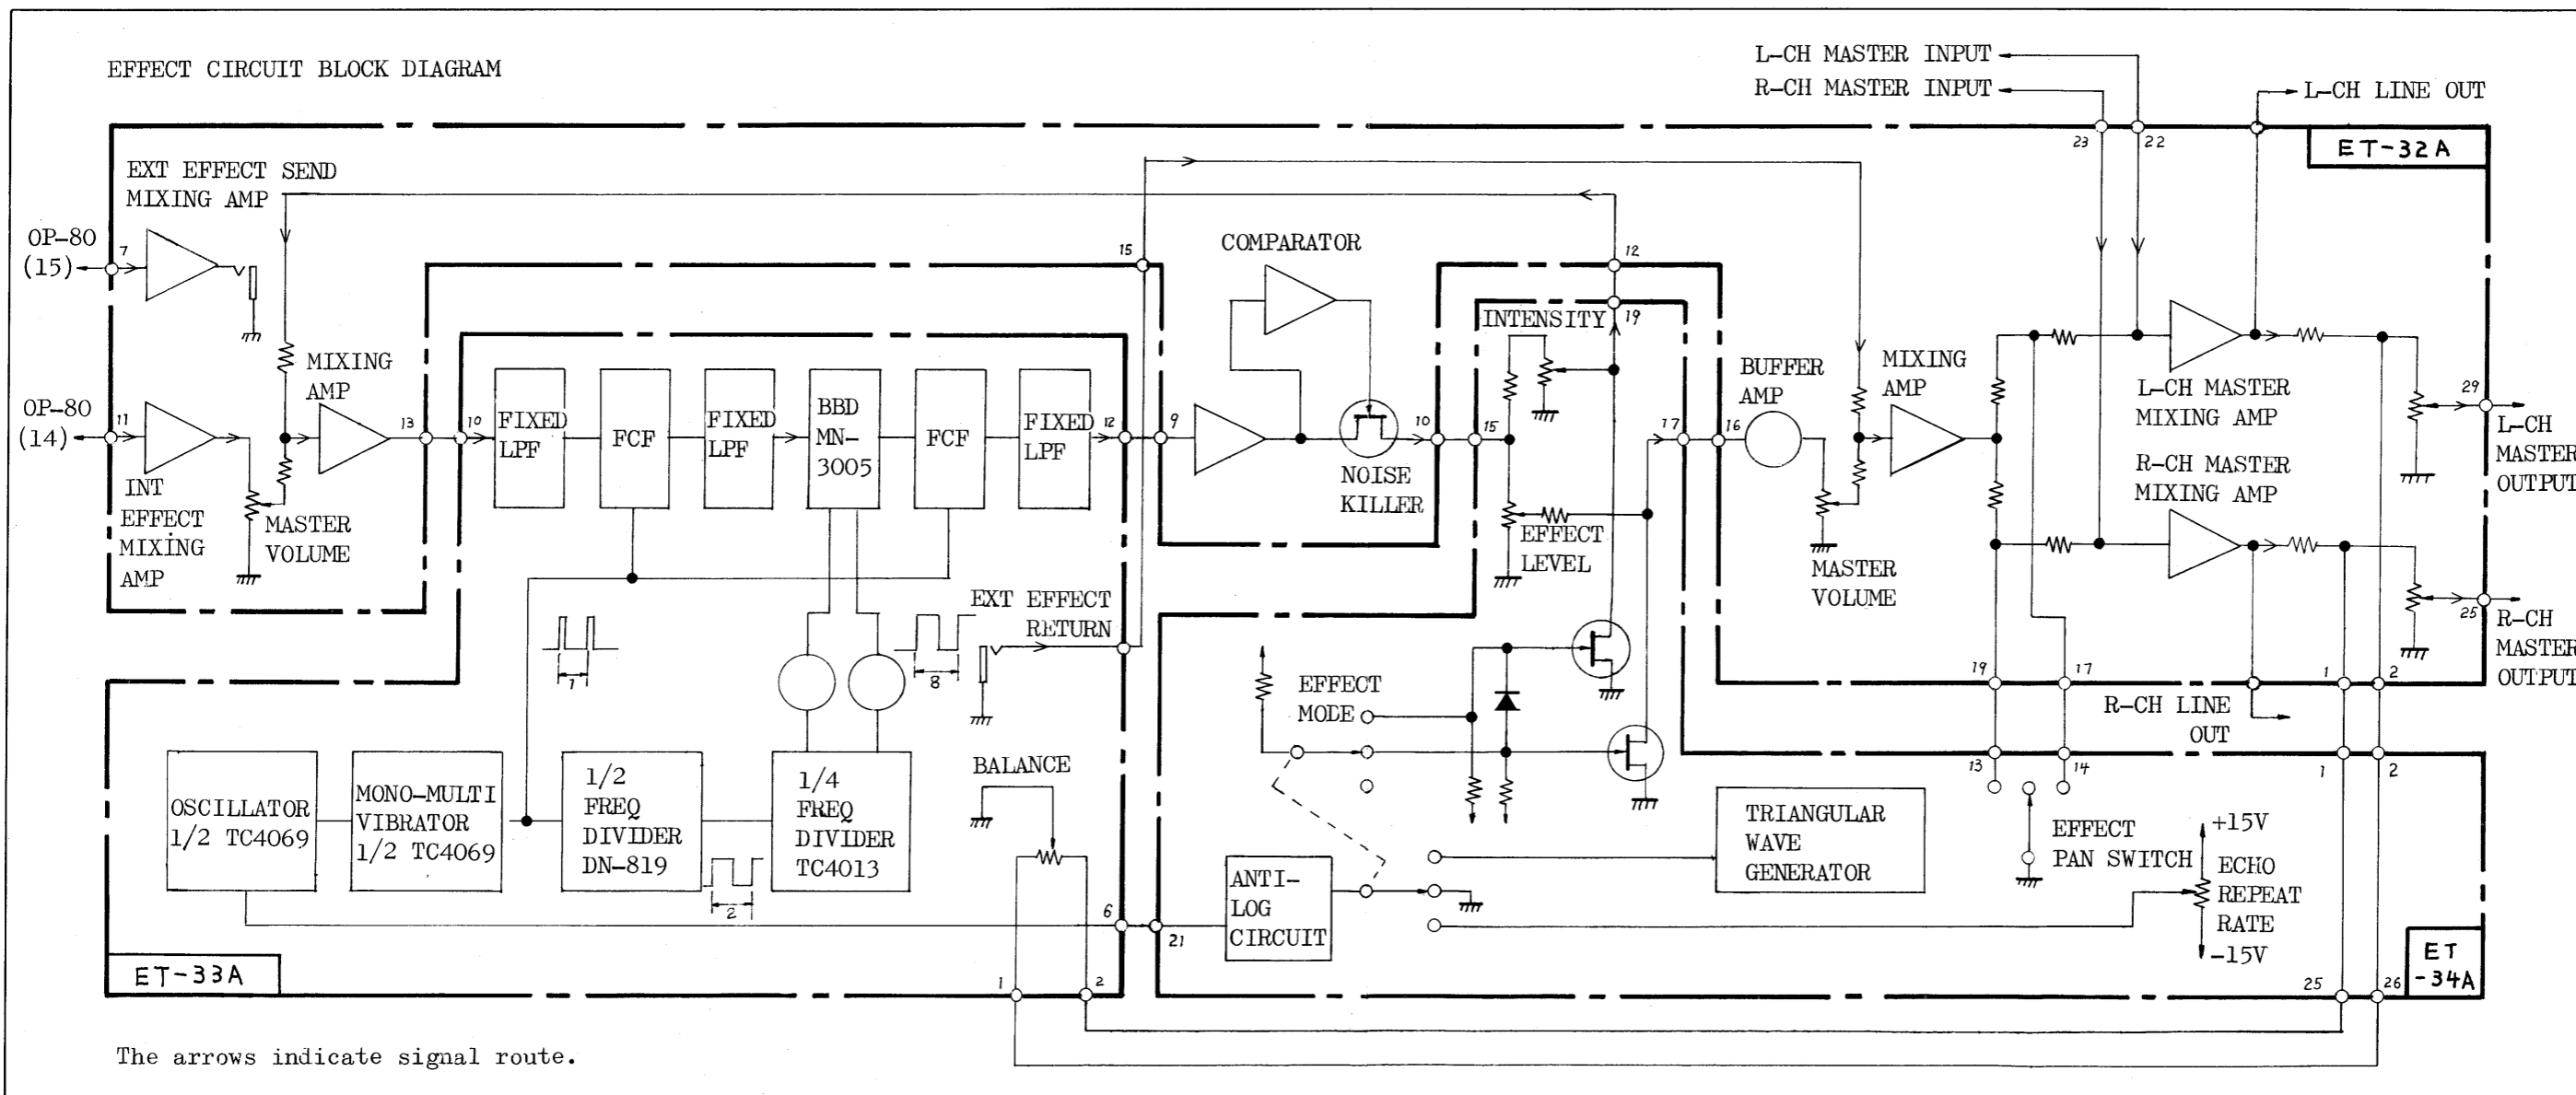 EFFECT CIRCUIT BLOCK DIAGRAM
L-CH MASTER INPUT
R-CH MASTER INPUT
L-CH LINE OUT
23
22
ET-32A
EXT EFFECT SEND
MIXING AMP
OP-80
(15)
7
15
COMPARATOR
12
INTENSITY
19
MIXING
AMP
OP-80
(14)
11
13
10
FIXED
LPF
FCF
FIXED
LPF
BBD
MN-
3005
FCF
FIXED
LPF
12
9
10
15
NOISE
KILLER
17
16
BUFFER
AMP
MIXING
AMP
L-CH MASTER
MIXING AMP
R-CH MASTER
MIXING AMP
29
L-CH
MASTER
OUTPUT
INT
EFFECT
MIXING
AMP
MASTER
VOLUME
EFFECT
LEVEL
MASTER
VOLUME
25
R-CH
MASTER
OUTPUT
1
8
EXT EFFECT
RETURN
EFFECT
MODE
19
17
R-CH LINE
OUT
1
2
13
14
1
2
OSCILLATOR
1/2 TC4069
MONO-MULTI
VIBRATOR
1/2 TC4069
1/2
FREQ
DIVIDER
DN-819
2
1/4
FREQ
DIVIDER
TC4013
BALANCE
TRIANGULAR
WAVE
GENERATOR
EFFECT
PAN SWITCH
+15V
ECHO
REPEAT
RATE
-15V
ANTI-
LOG
CIRCUIT
6
21
ET-33A
1
2
25
26
ET
-34A
The arrows indicate signal route.